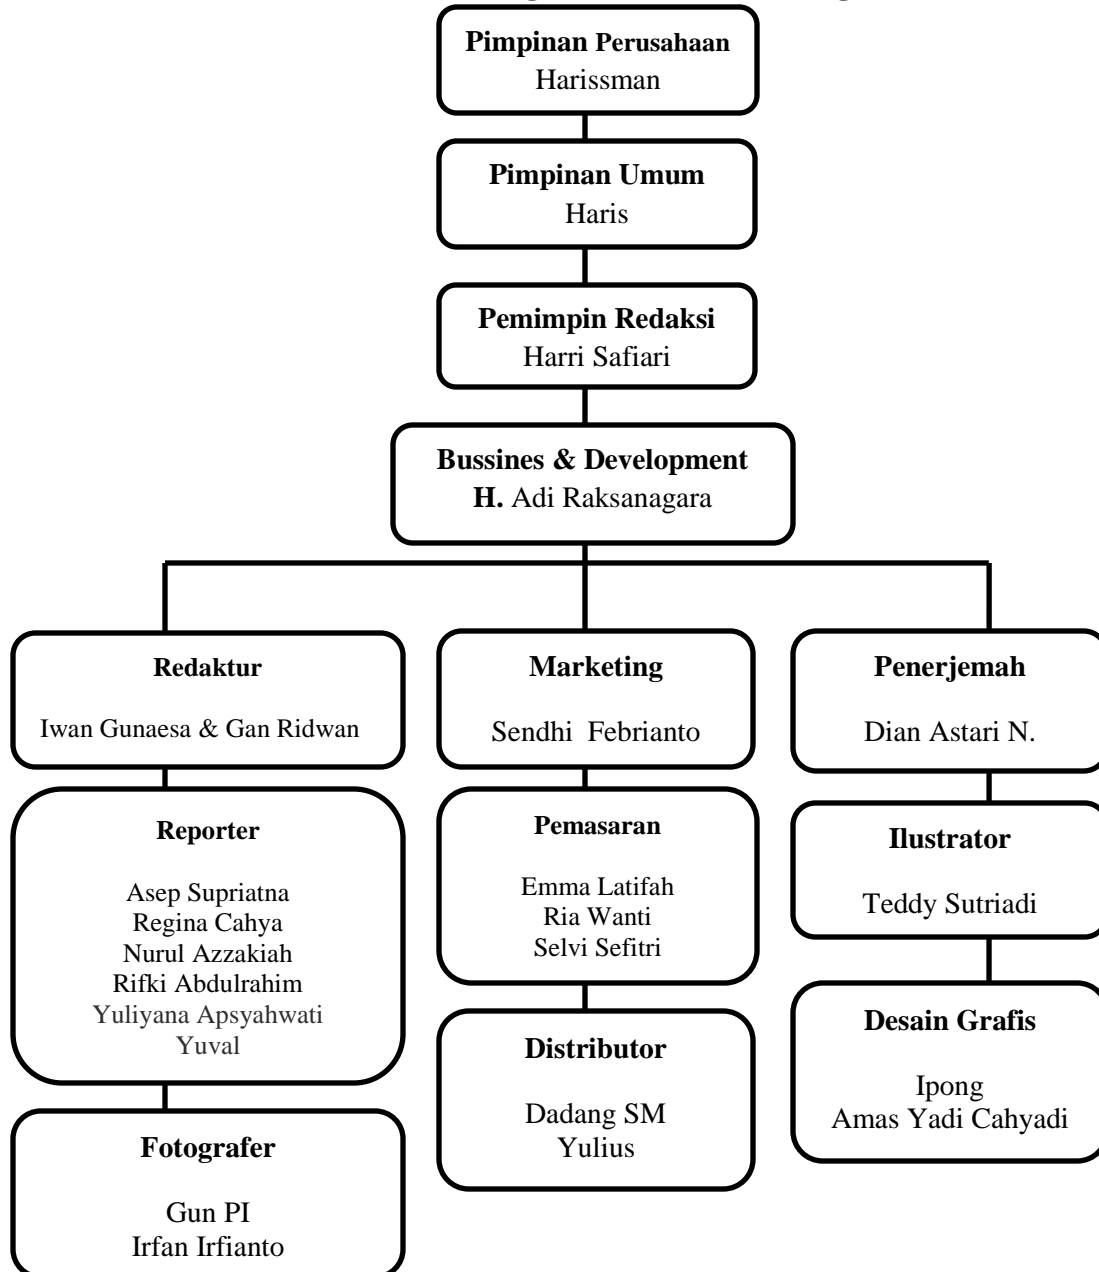 Pimpinan Perusahaan
Harissman
Pimpinan Umum
Haris
Pemimpin Redaksi
Harri Safiari
Bussines & Development
H. Adi Raksanagara
Redaktur
Iwan Gunaesa & Gan Ridwan
Reporter
Asep Supriatna
Regina Cahya
Nurul Azzakiah
Rifki Abdulrahim
Yuliyana Apsyahwati
Yuval
Fotografer
Gun PI
Irfan Irfianto
Marketing
Sendhi Febrianto
Pemasaran
Emma Latifah
Ria Wanti
Selvi Sefitri
Distributor
Dadang SM
Yulius
Penerjemah
Dian Astari N.
Ilustrator
Teddy Sutriadi
Desain Grafis
Ipong
Amas Yadi Cahyadi